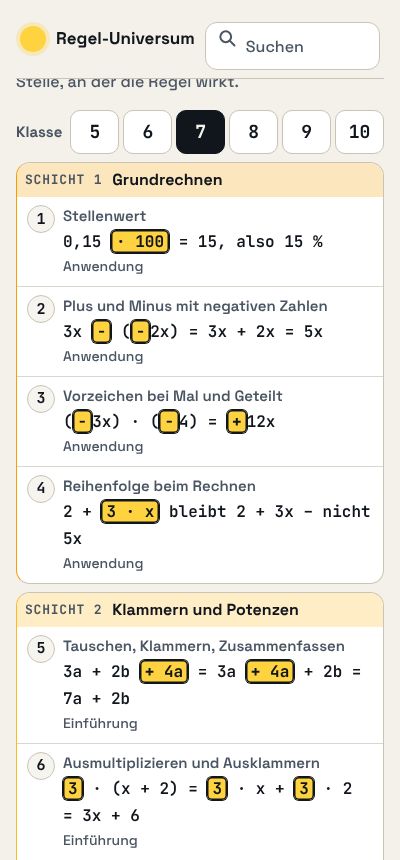 Regel-Universum
Suchen
Stelle, an der die Regel wirkt.
Klasse 5 6 7 8 9 10
SCHICHT 1 Grundrechnen
1 Stellenwert
0,15 · 100 = 15, also 15 %
Anwendung
2 Plus und Minus mit negativen Zahlen
3x - (-2x) = 3x + 2x = 5x
Anwendung
3 Vorzeichen bei Mal und Geteilt
(-3x) · (-4) = +12x
Anwendung
4 Reihenfolge beim Rechnen
2 + 3 · x bleibt 2 + 3x – nicht
5x
Anwendung
SCHICHT 2 Klammern und Potenzen
5 Tauschen, Klammern, Zusammenfassen
3a + 2b + 4a = 3a + 4a + 2b =
7a + 2b
Einführung
6 Ausmultiplizieren und Ausklammern
3 · (x + 2) = 3 · x + 3 · 2
= 3x + 6
Einführung